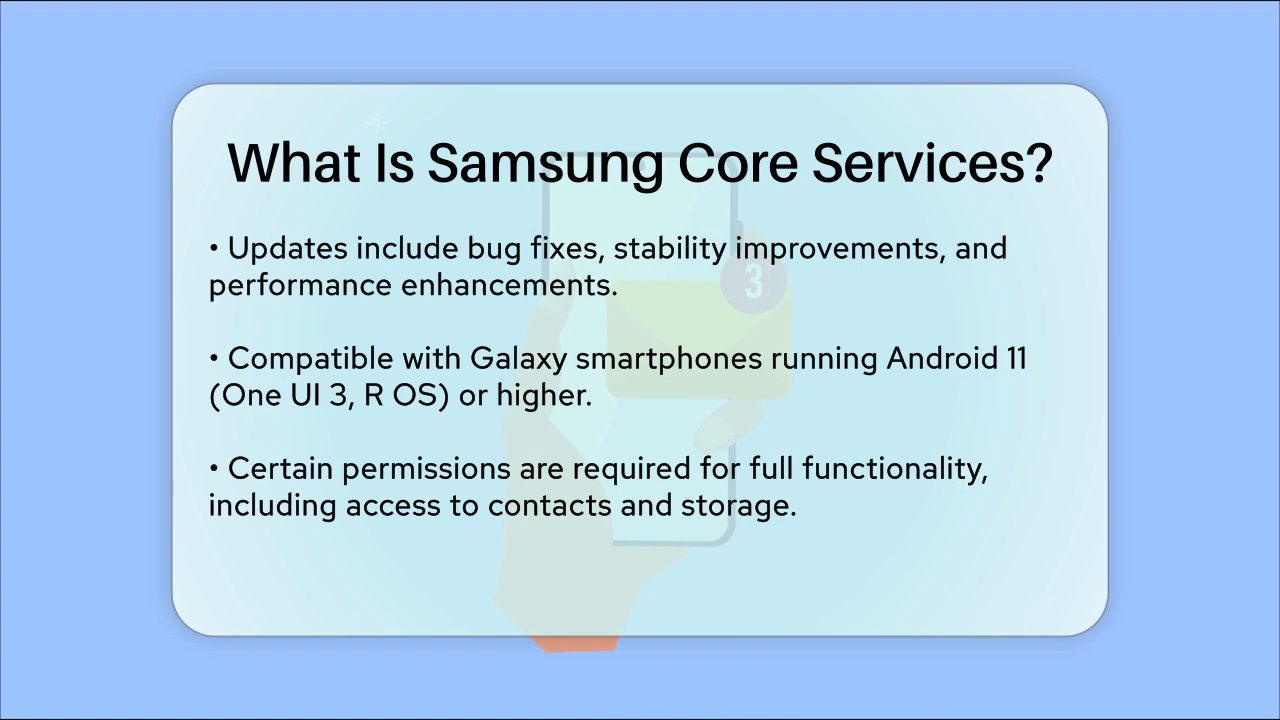 What Is Samsung Core Services?
• Updates include bug fixes, stability improvements, and
performance enhancements.
• Compatible with Galaxy smartphones running Android 11
(One UI 3, R OS) or higher.
• Certain permissions are required for full functionality,
including access to contacts and storage.
3